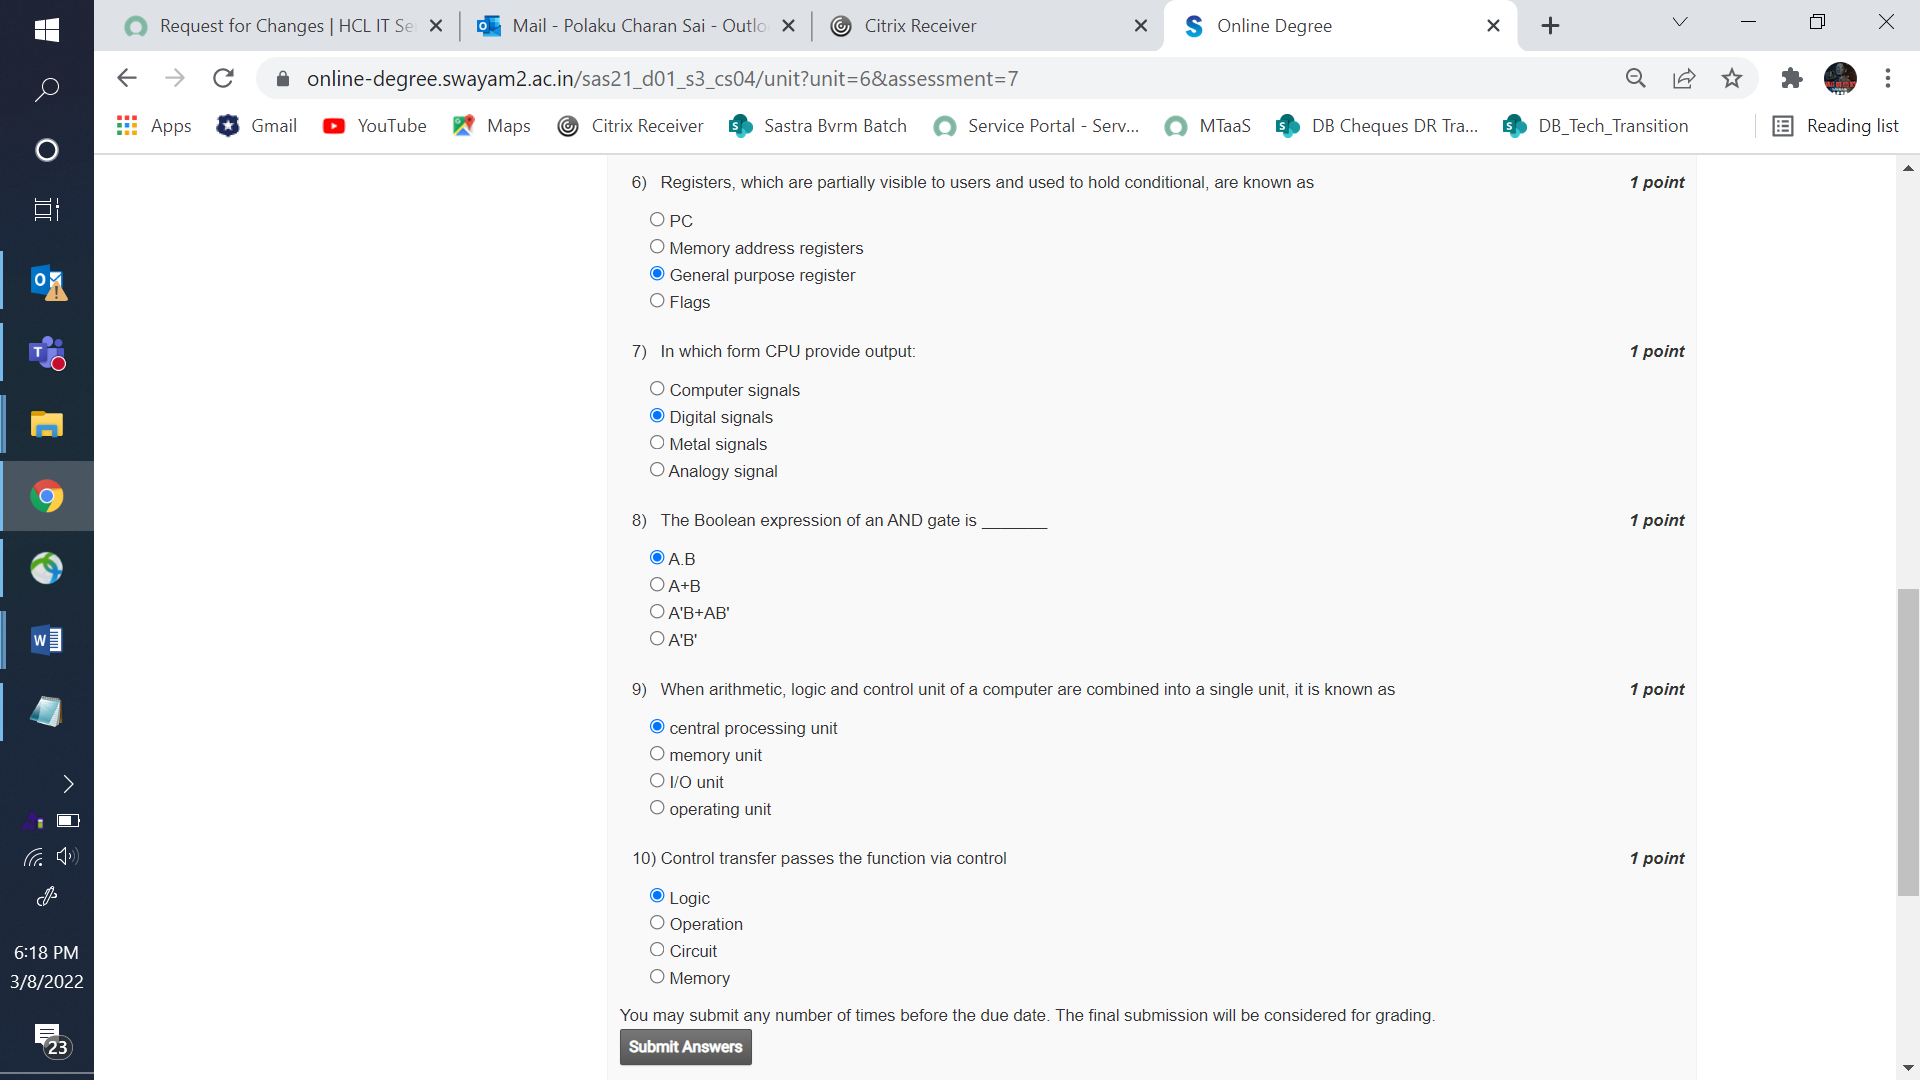 Request for Changes | HCL IT Se
Mail - Polaku Charan Sai - Outlo
Citrix Receiver
Online Degree
online-degree.swayam2.ac.in/sas21_d01_s3_cs04/unit?unit=6&assessment=7
Apps
Gmail
YouTube
Maps
Citrix Receiver
Sastra Bvrm Batch
Service Portal - Serv...
MTaaS
DB Cheques DR Tra...
DB_Tech_Transition
Reading list
6) Registers, which are partially visible to users and used to hold conditional, are known as 1 point
PC
Memory address registers
General purpose register
Flags
7) In which form CPU provide output: 1 point
Computer signals
Digital signals
Metal signals
Analogy signal
8) The Boolean expression of an AND gate is _______ 1 point
A.B
A+B
A'B+AB'
A'B'
9) When arithmetic, logic and control unit of a computer are combined into a single unit, it is known as 1 point
central processing unit
memory unit
I/O unit
operating unit
10) Control transfer passes the function via control 1 point
Logic
Operation
Circuit
Memory
You may submit any number of times before the due date. The final submission will be considered for grading.
Submit Answers
6:18 PM
3/8/2022
23